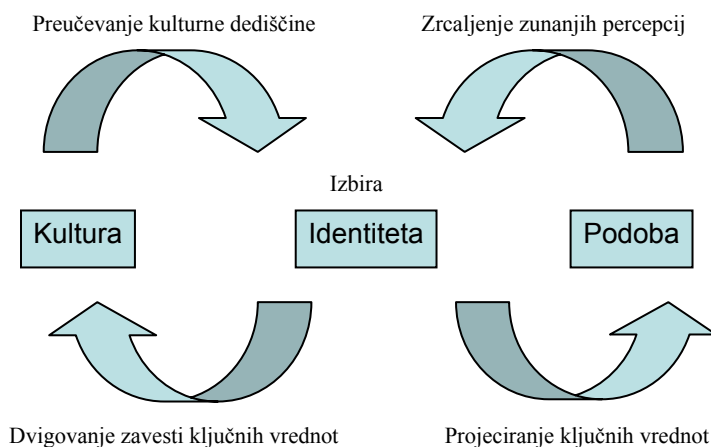 Preučevanje kulturne dediščine
Zrcaljenje zunanjih percepcij
Izbira
Kultura
Identiteta
Podoba
Dvigovanje zavesti ključnih vrednot
Projeciranje ključnih vrednot